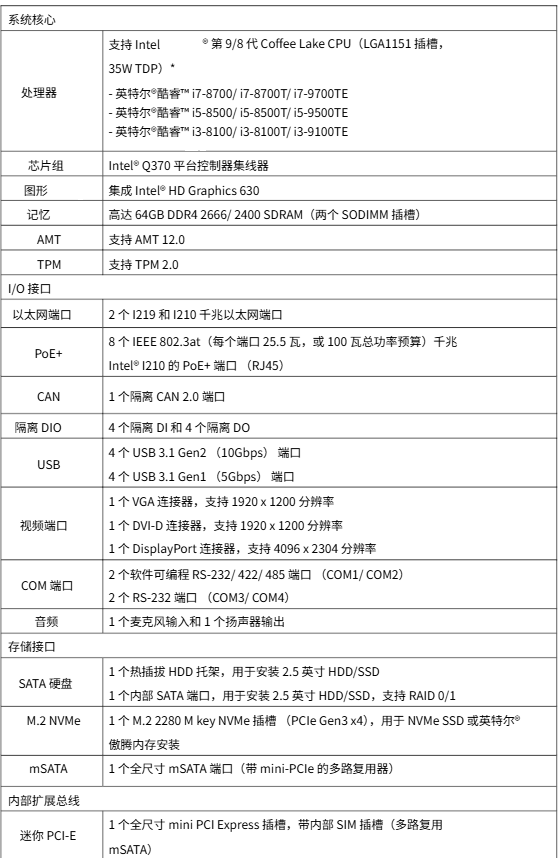 系统核心
处理器
支持 Intel ® 第 9/8 代 Coffee Lake CPU（LGA1151 插槽，
35W TDP）*
- 英特尔®酷睿™ i7-8700/ i7-8700T/ i7-9700TE
- 英特尔®酷睿™ i5-8500/ i5-8500T/ i5-9500TE
- 英特尔®酷睿™ i3-8100/ i3-8100T/ i3-9100TE
芯片组 Intel® Q370 平台控制器集线器
图形 集成 Intel® HD Graphics 630
记忆 高达 64GB DDR4 2666/ 2400 SDRAM（两个 SODIMM 插槽）
AMT 支持 AMT 12.0
TPM 支持 TPM 2.0
I/O 接口
以太网端口 2 个 I219 和 I210 千兆以太网端口
PoE+
8 个 IEEE 802.3at（每个端口 25.5 瓦，或 100 瓦总功率预算）千兆
Intel® I210 的 PoE+ 端口 （RJ45）
CAN 1 个隔离 CAN 2.0 端口
隔离 DIO 4 个隔离 DI 和 4 个隔离 DO
USB
4 个 USB 3.1 Gen2 （10Gbps） 端口
4 个 USB 3.1 Gen1 （5Gbps） 端口
视频端口
1 个 VGA 连接器，支持 1920 x 1200 分辨率
1 个 DVI-D 连接器，支持 1920 x 1200 分辨率
1 个 DisplayPort 连接器，支持 4096 x 2304 分辨率
COM 端口
2 个软件可编程 RS-232/ 422/ 485 端口 （COM1/ COM2）
2 个 RS-232 端口 （COM3/ COM4）
音频 1 个麦克风输入和 1 个扬声器输出
存储接口
SATA 硬盘
1 个热插拔 HDD 托架，用于安装 2.5 英寸 HDD/SSD
1 个内部 SATA 端口，用于安装 2.5 英寸 HDD/SSD，支持 RAID 0/1
M.2 NVMe 1 个 M.2 2280 M key NVMe 插槽 （PCIe Gen3 x4），用于 NVMe SSD 或英特尔®
傲腾内存安装
mSATA 1 个全尺寸 mSATA 端口（带 mini-PCIe 的多路复用器）
内部扩展总线
迷你 PCI-E
1 个全尺寸 mini PCI Express 插槽，带内部 SIM 插槽（多路复用
mSATA）